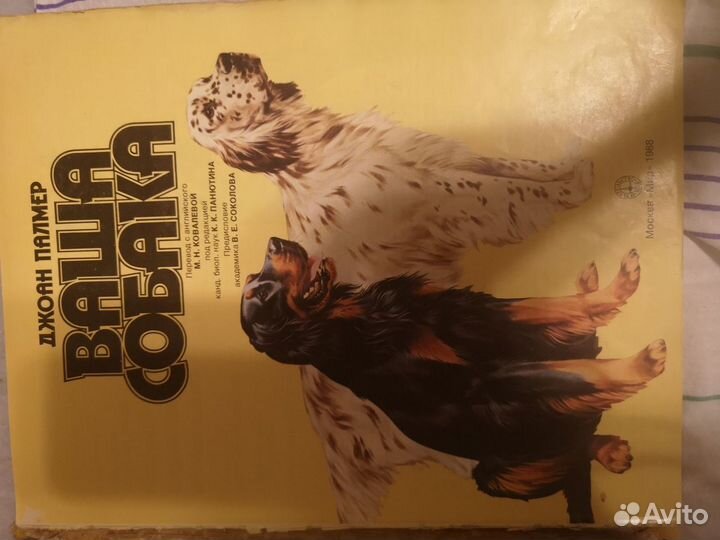 ДЖОАН ПАЛМЕР
ВАША
СОБАКА
Перевод с английского
М. Н. КОВАЛЕВОЙ
под редакцией
канд. биол. наук К. К. ПАНЮТИНА
Предисловие
академика В. Е. СОКОЛОВА
Москва «Мир» 1988
Avito